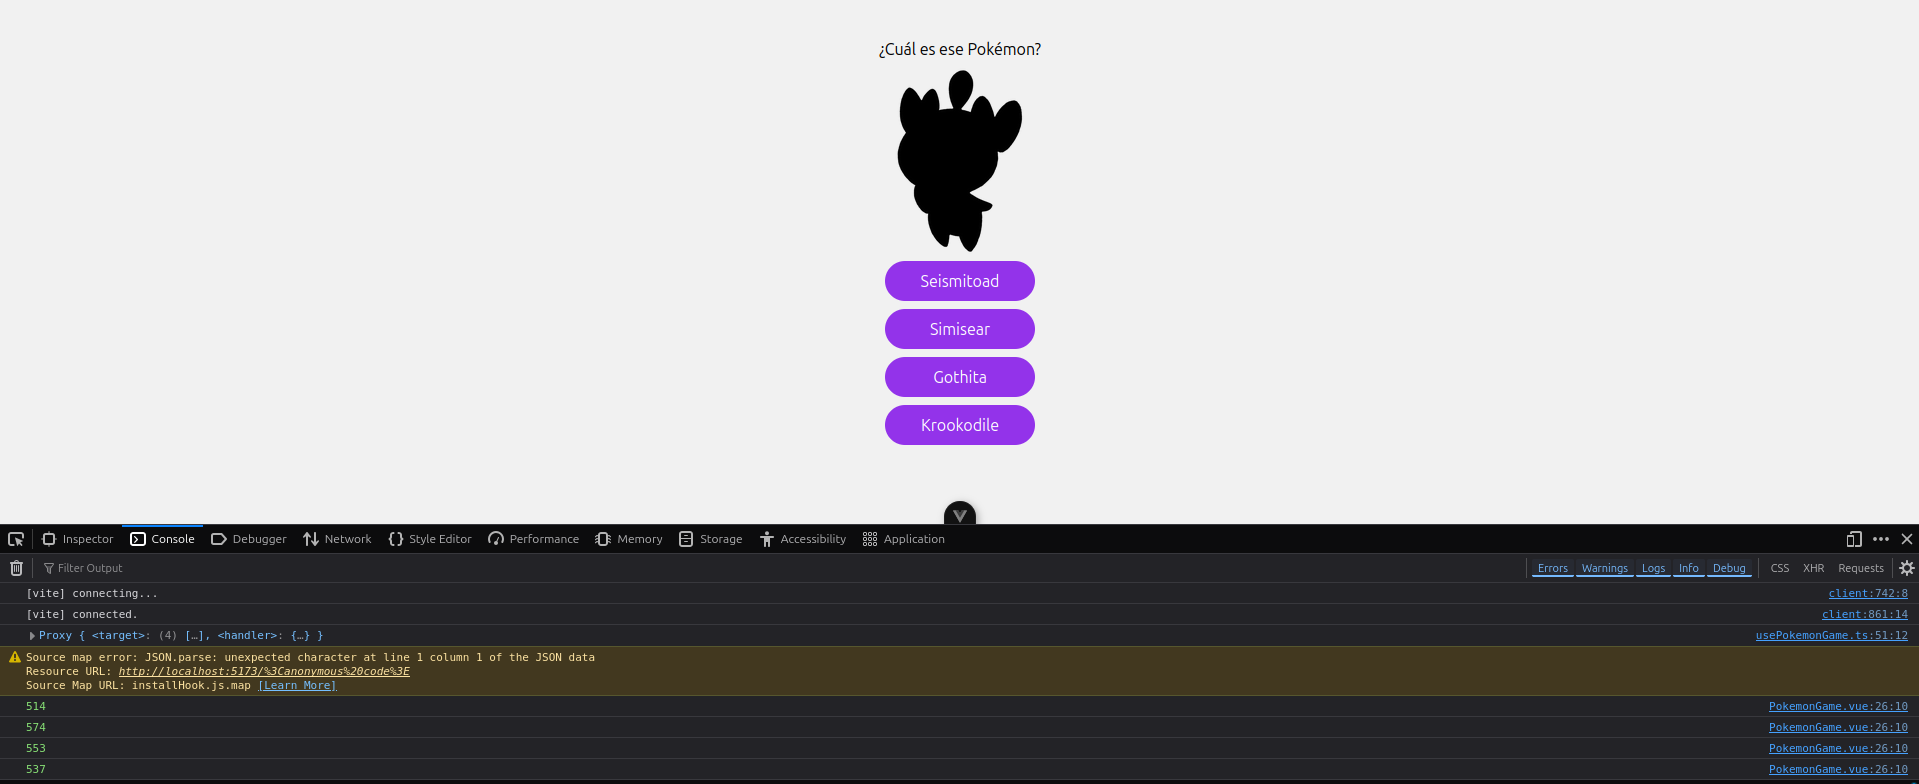 ¿Cuál es ese Pokémon?
Seismitoad
Simisear
Gothita
Krookodile
Inspector Console Debugger Network Style Editor Performance Memory Storage Accessibility Application
Filter Output Errors Warnings Logs Info Debug CSS XHR Requests
[vite] connecting... client:742:8
[vite] connected. client:861:14
Proxy { <target>: (4) […], <handler>: {…} } usePokemonGame.ts:51:12
Source map error: JSON.parse: unexpected character at line 1 column 1 of the JSON data
Resource URL: http://localhost:5173/%3Canonymous%20code%3E
Source Map URL: installHook.js.map [Learn More]
514 PokemonGame.vue:26:10
574 PokemonGame.vue:26:10
553 PokemonGame.vue:26:10
537 PokemonGame.vue:26:10